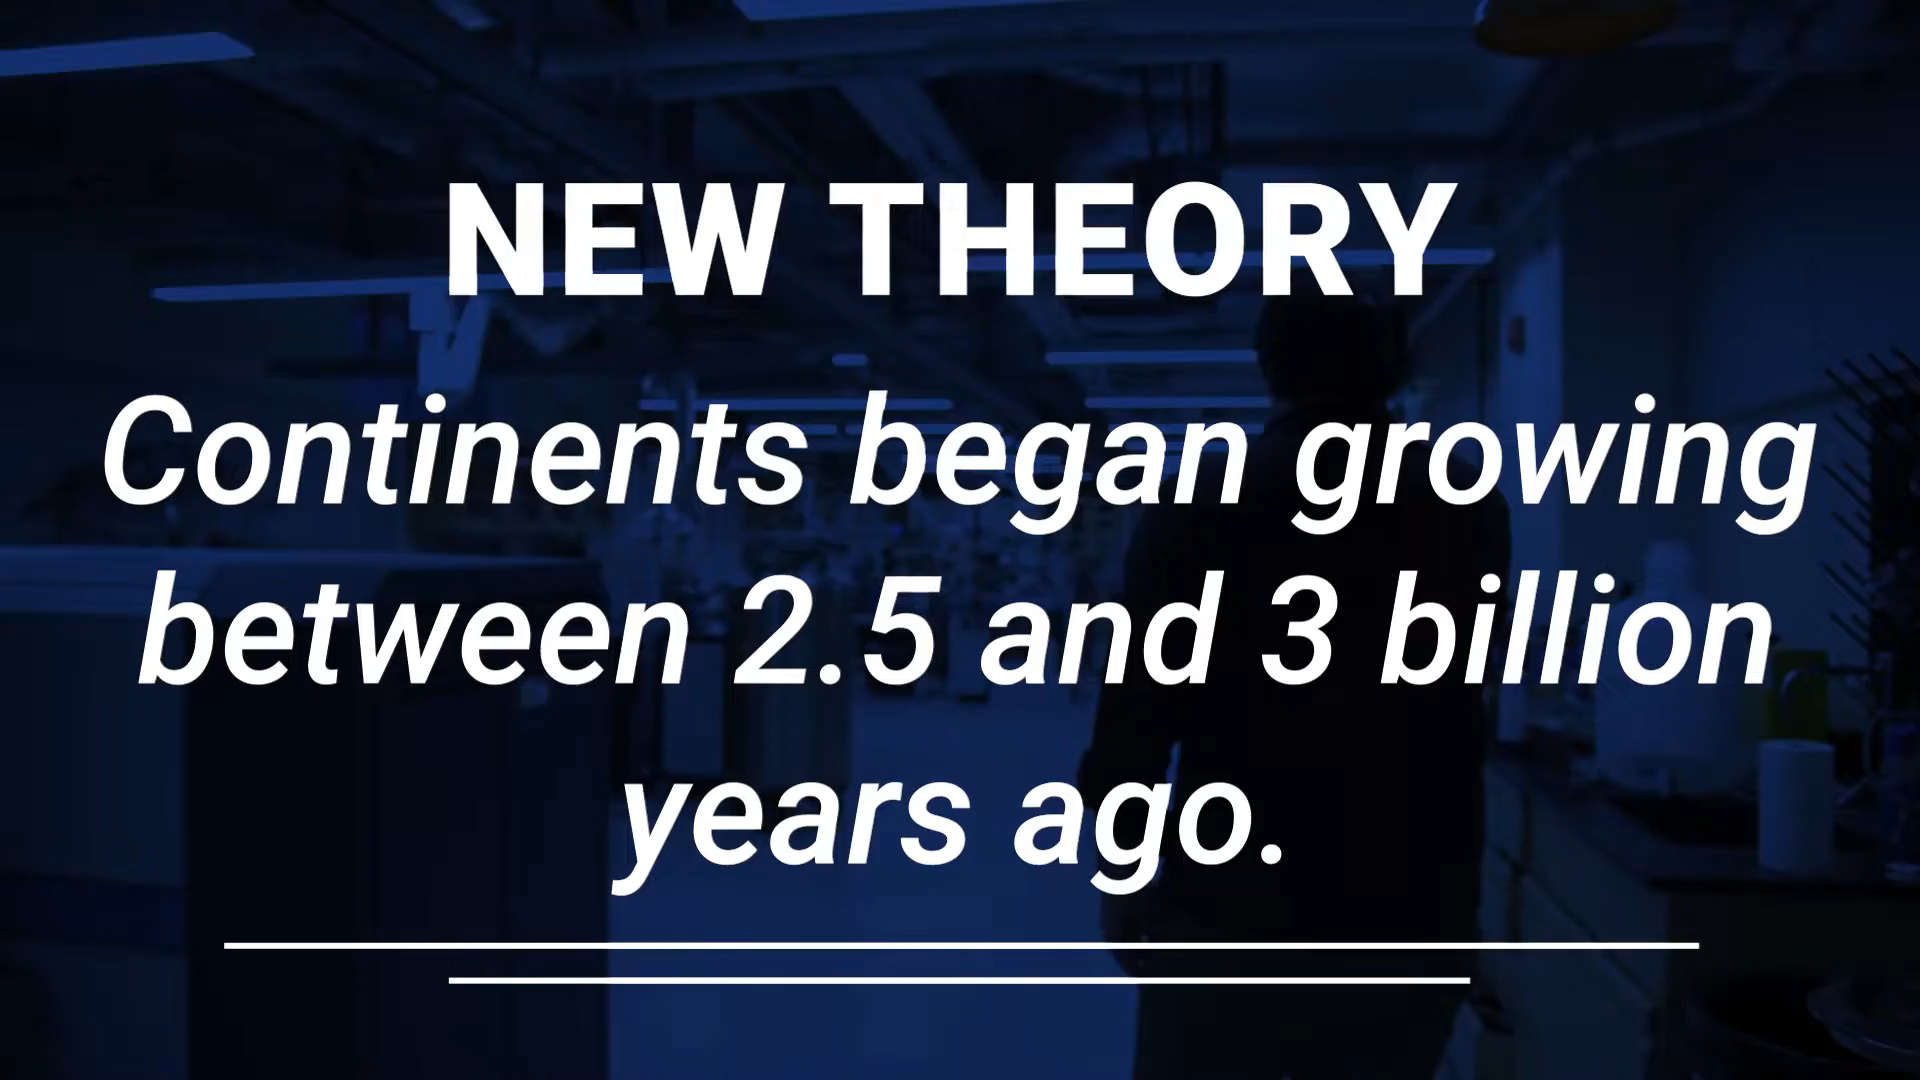 NEW THEORY
Continents began growing
between 2.5 and 3 billion
years ago.